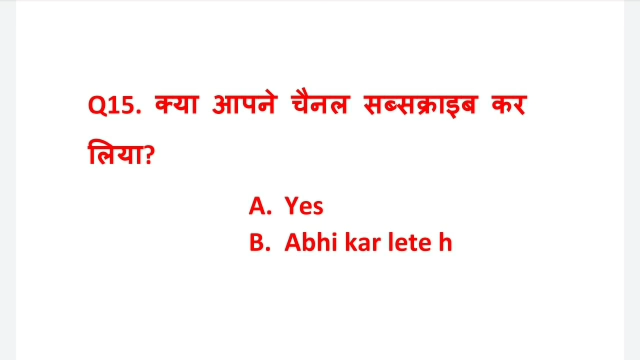 Q15. क्या आपने चैनल सब्सक्राइब कर
लिया?
A. Yes
B. Abhi kar lete h